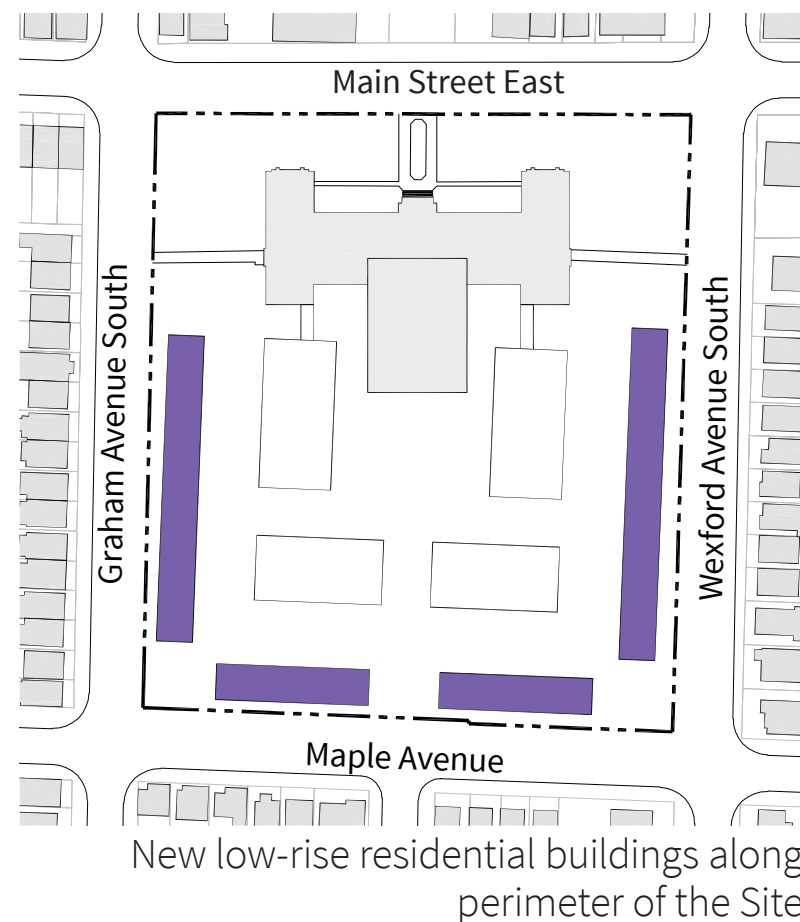 Main Street East
Graham Avenue South
Wexford Avenue South
Maple Avenue
New low-rise residential buildings along
perimeter of the Site